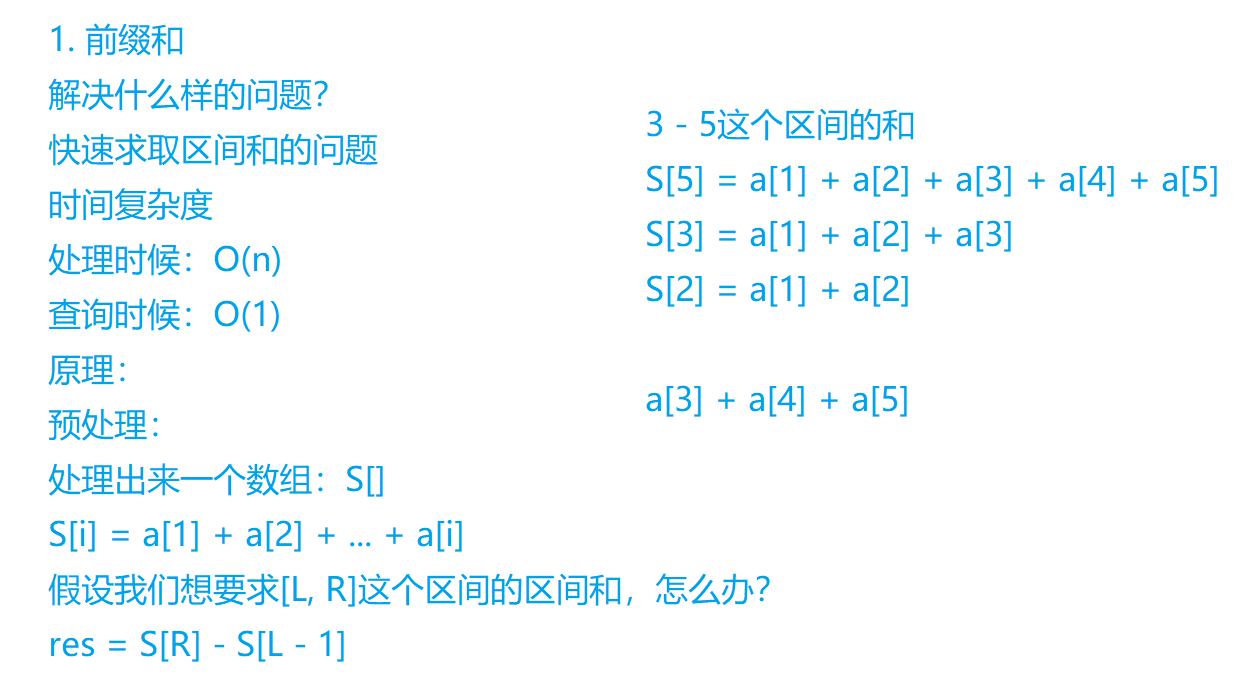 1. 前缀和
解决什么样的问题？
快速求取区间和的问题
时间复杂度
处理时候：O(n)
查询时候：O(1)
原理：
预处理：
处理出来一个数组：S[]
S[i] = a[1] + a[2] + ... + a[i]
假设我们想要求[L, R]这个区间的区间和，怎么办？
res = S[R] - S[L - 1]
3 - 5这个区间的和
S[5] = a[1] + a[2] + a[3] + a[4] + a[5]
S[3] = a[1] + a[2] + a[3]
S[2] = a[1] + a[2]
a[3] + a[4] + a[5]